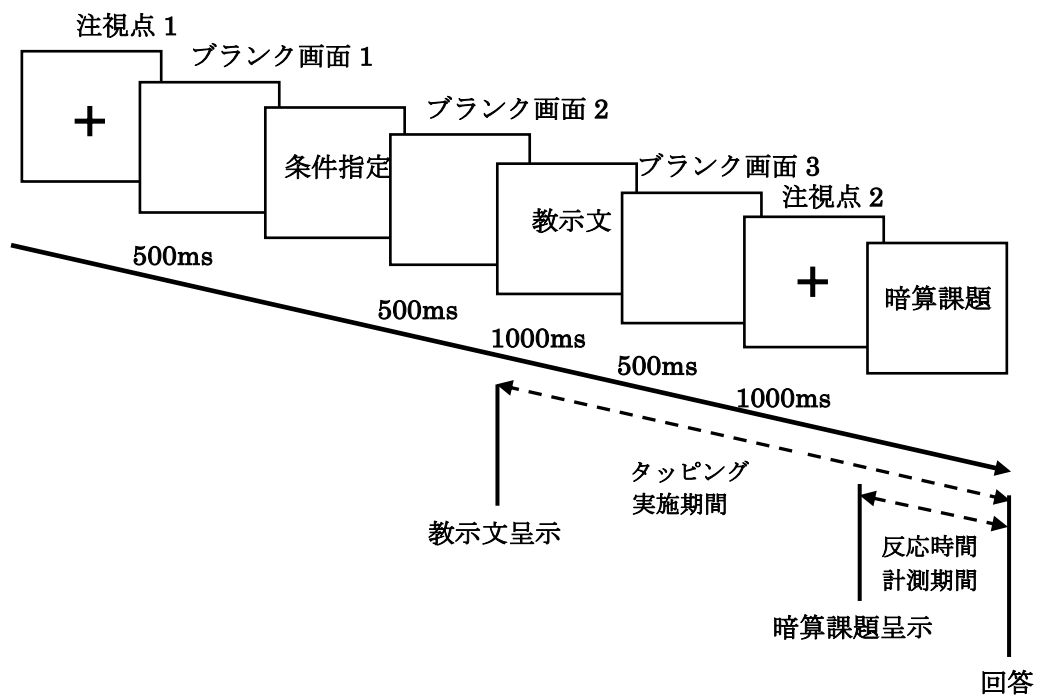 注視点 1
ブランク画面 1
条件指定
ブランク画面 2
教示文
ブランク画面 3
注視点 2
暗算課題
500ms
500ms
1000ms
500ms
1000ms
タッピング
実施期間
教示文呈示
反応時間
計測期間
暗算課題呈示
回答